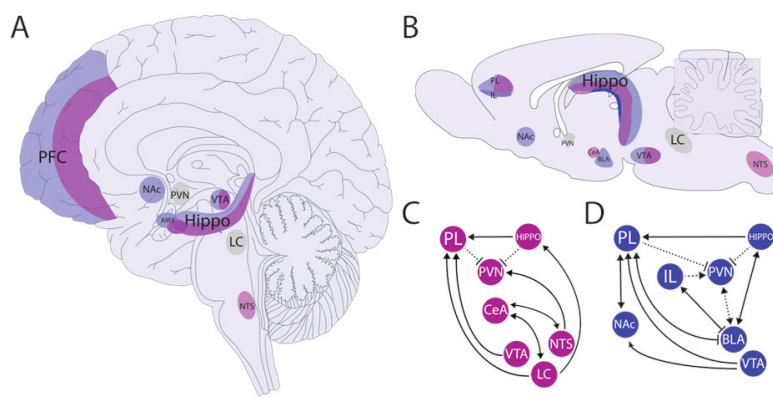 A
PFC
NAc
PVN
VTA
AMY
Hippo
LC
NTS
B
PL
IL
Hippo
NAc
PVN
CeA
BLA
VTA
LC
NTS
C
PL
HIPPO
PVN
CeA
NTS
VTA
LC
D
PL
HIPPO
IL
PVN
NAc
BLA
VTA